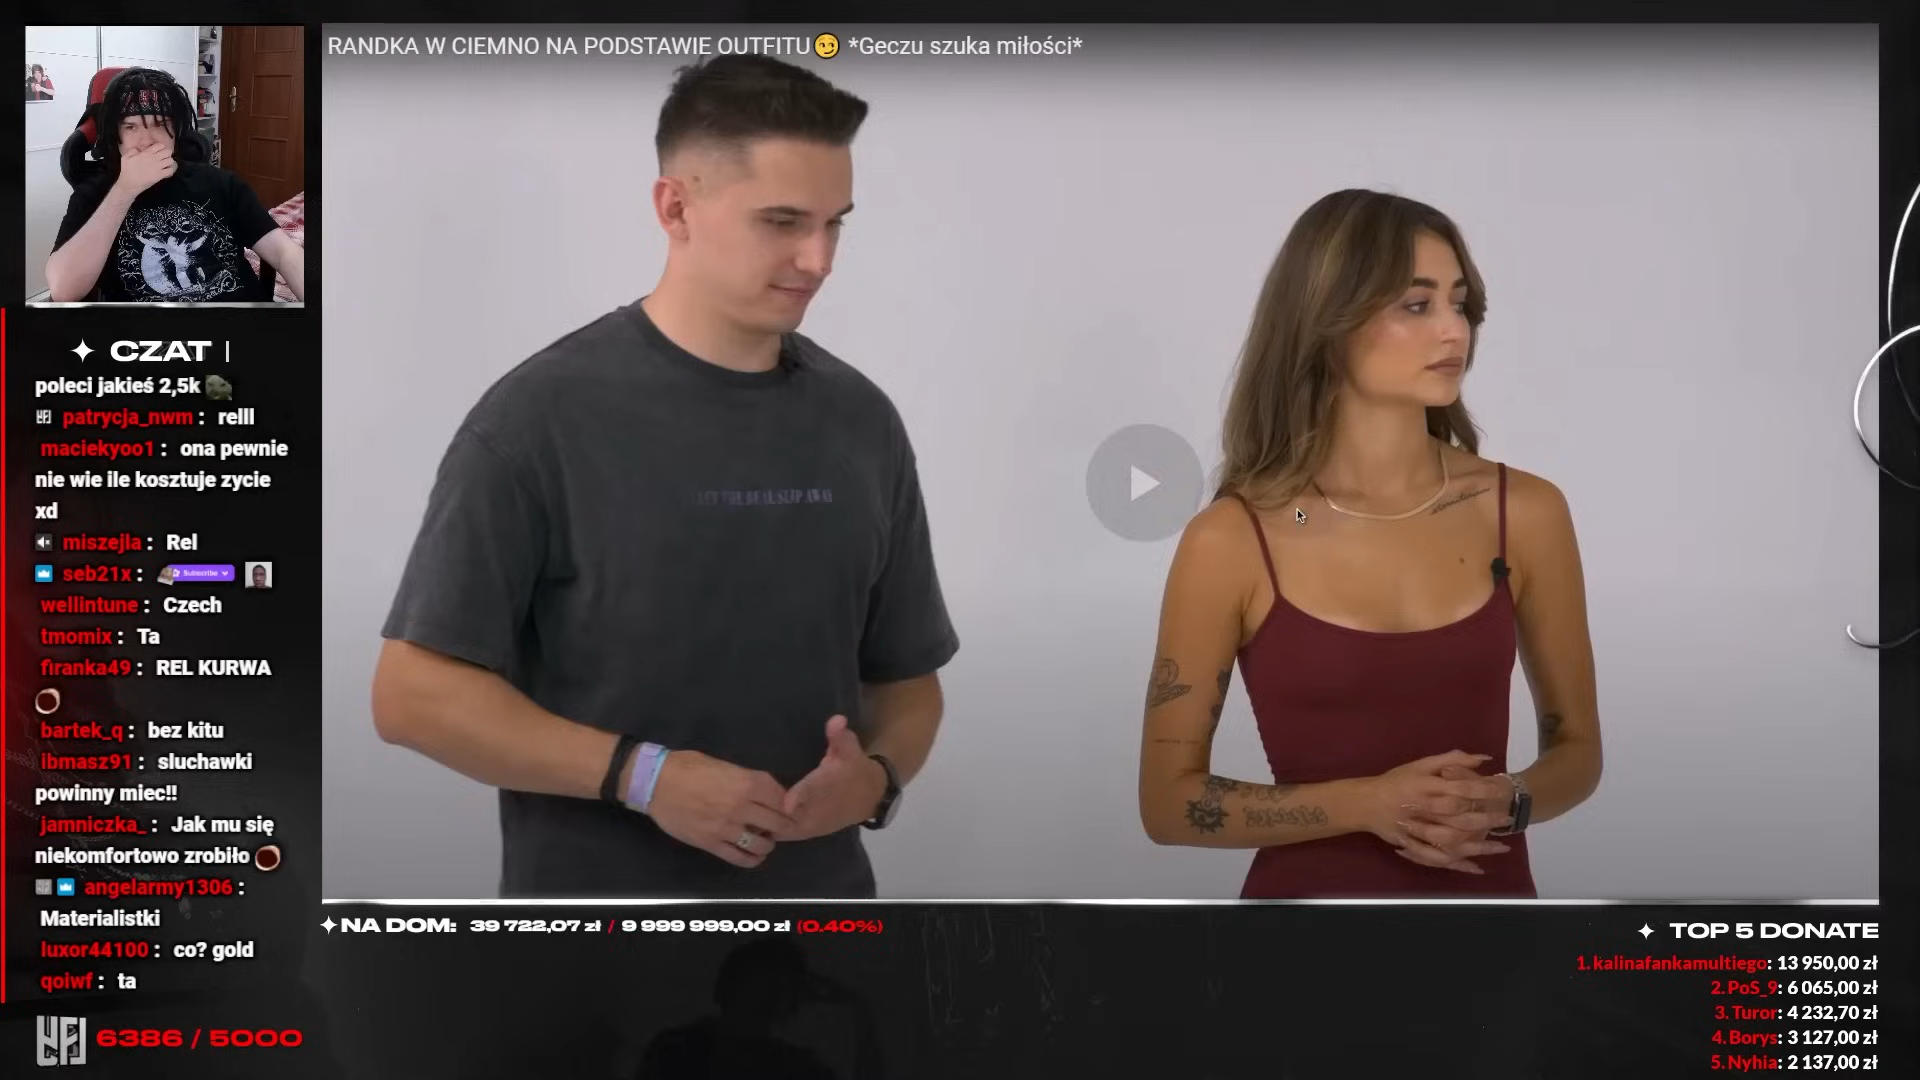 RANDKA W CIEMNO NA PODSTAWIE OUTFITU😏 *Geczu szuka miłości*
✦ CZAT |
poleci jakieś 2,5k
patrycja_nwm : relll
maciekyoo1 : ona pewnie
nie wie ile kosztuje zycie
xd
miszejla : Rel
seb21x : Subscribe
wellintune : Czech
tmomix : Ta
firanka49 : REL KURWA
bartek_q : bez kitu
ibmasz91 : sluchawki
powinny miec!!
jamniczka_ : Jak mu się
niekomfortowo zrobiło
angelarmy1306 :
Materialistki
luxor44100 : co? gold
qoiwf : ta
6386 / 5000
SLIP AWAY
✦ NA DOM: 39 722,07 zł / 9 999 999,00 zł (0.40%)
✦ TOP 5 DONATE
1. kalinafankamultiego: 13 950,00 zł
2. PoS_9: 6 065,00 zł
3. Turor: 4 232,70 zł
4. Borys: 3 127,00 zł
5. Nyhia: 2 137,00 zł